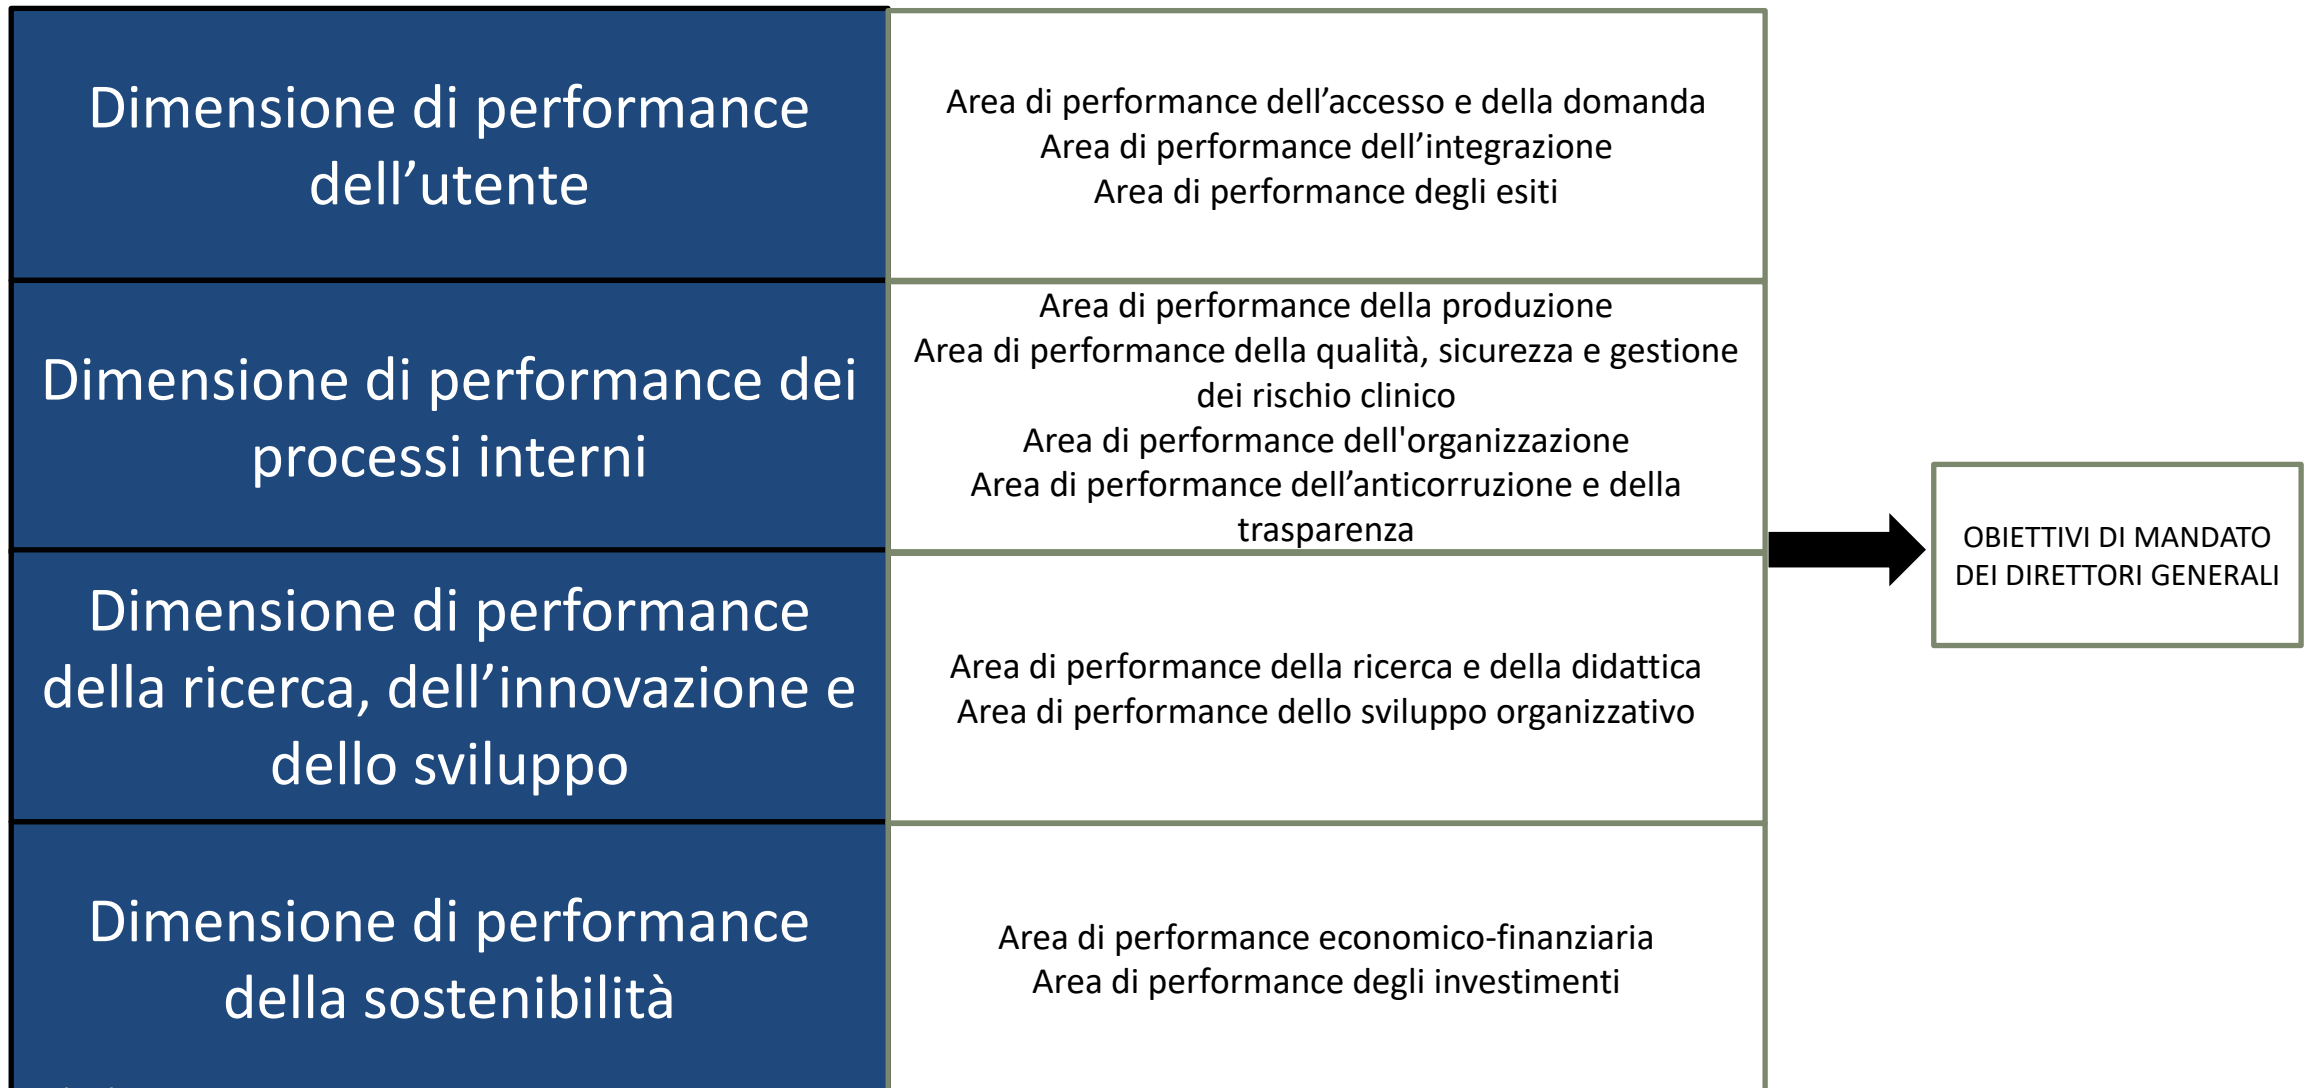 Dimensione di performance
dell’utente
Area di performance dell’accesso e della domanda
Area di performance dell’integrazione
Area di performance degli esiti
Dimensione di performance dei
processi interni
Area di performance della produzione
Area di performance della qualità, sicurezza e gestione
dei rischio clinico
Area di performance dell'organizzazione
Area di performance dell’anticorruzione e della
trasparenza
Dimensione di performance
della ricerca, dell’innovazione e
dello sviluppo
Area di performance della ricerca e della didattica
Area di performance dello sviluppo organizzativo
Dimensione di performance
della sostenibilità
Area di performance economico-finanziaria
Area di performance degli investimenti
OBIETTIVI DI MANDATO
DEI DIRETTORI GENERALI